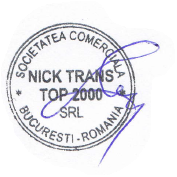 SOCIETATEA COMERCIALA
NICK TRANS
TOP 2000
SRL
* BUCURESTI - ROMANIA *